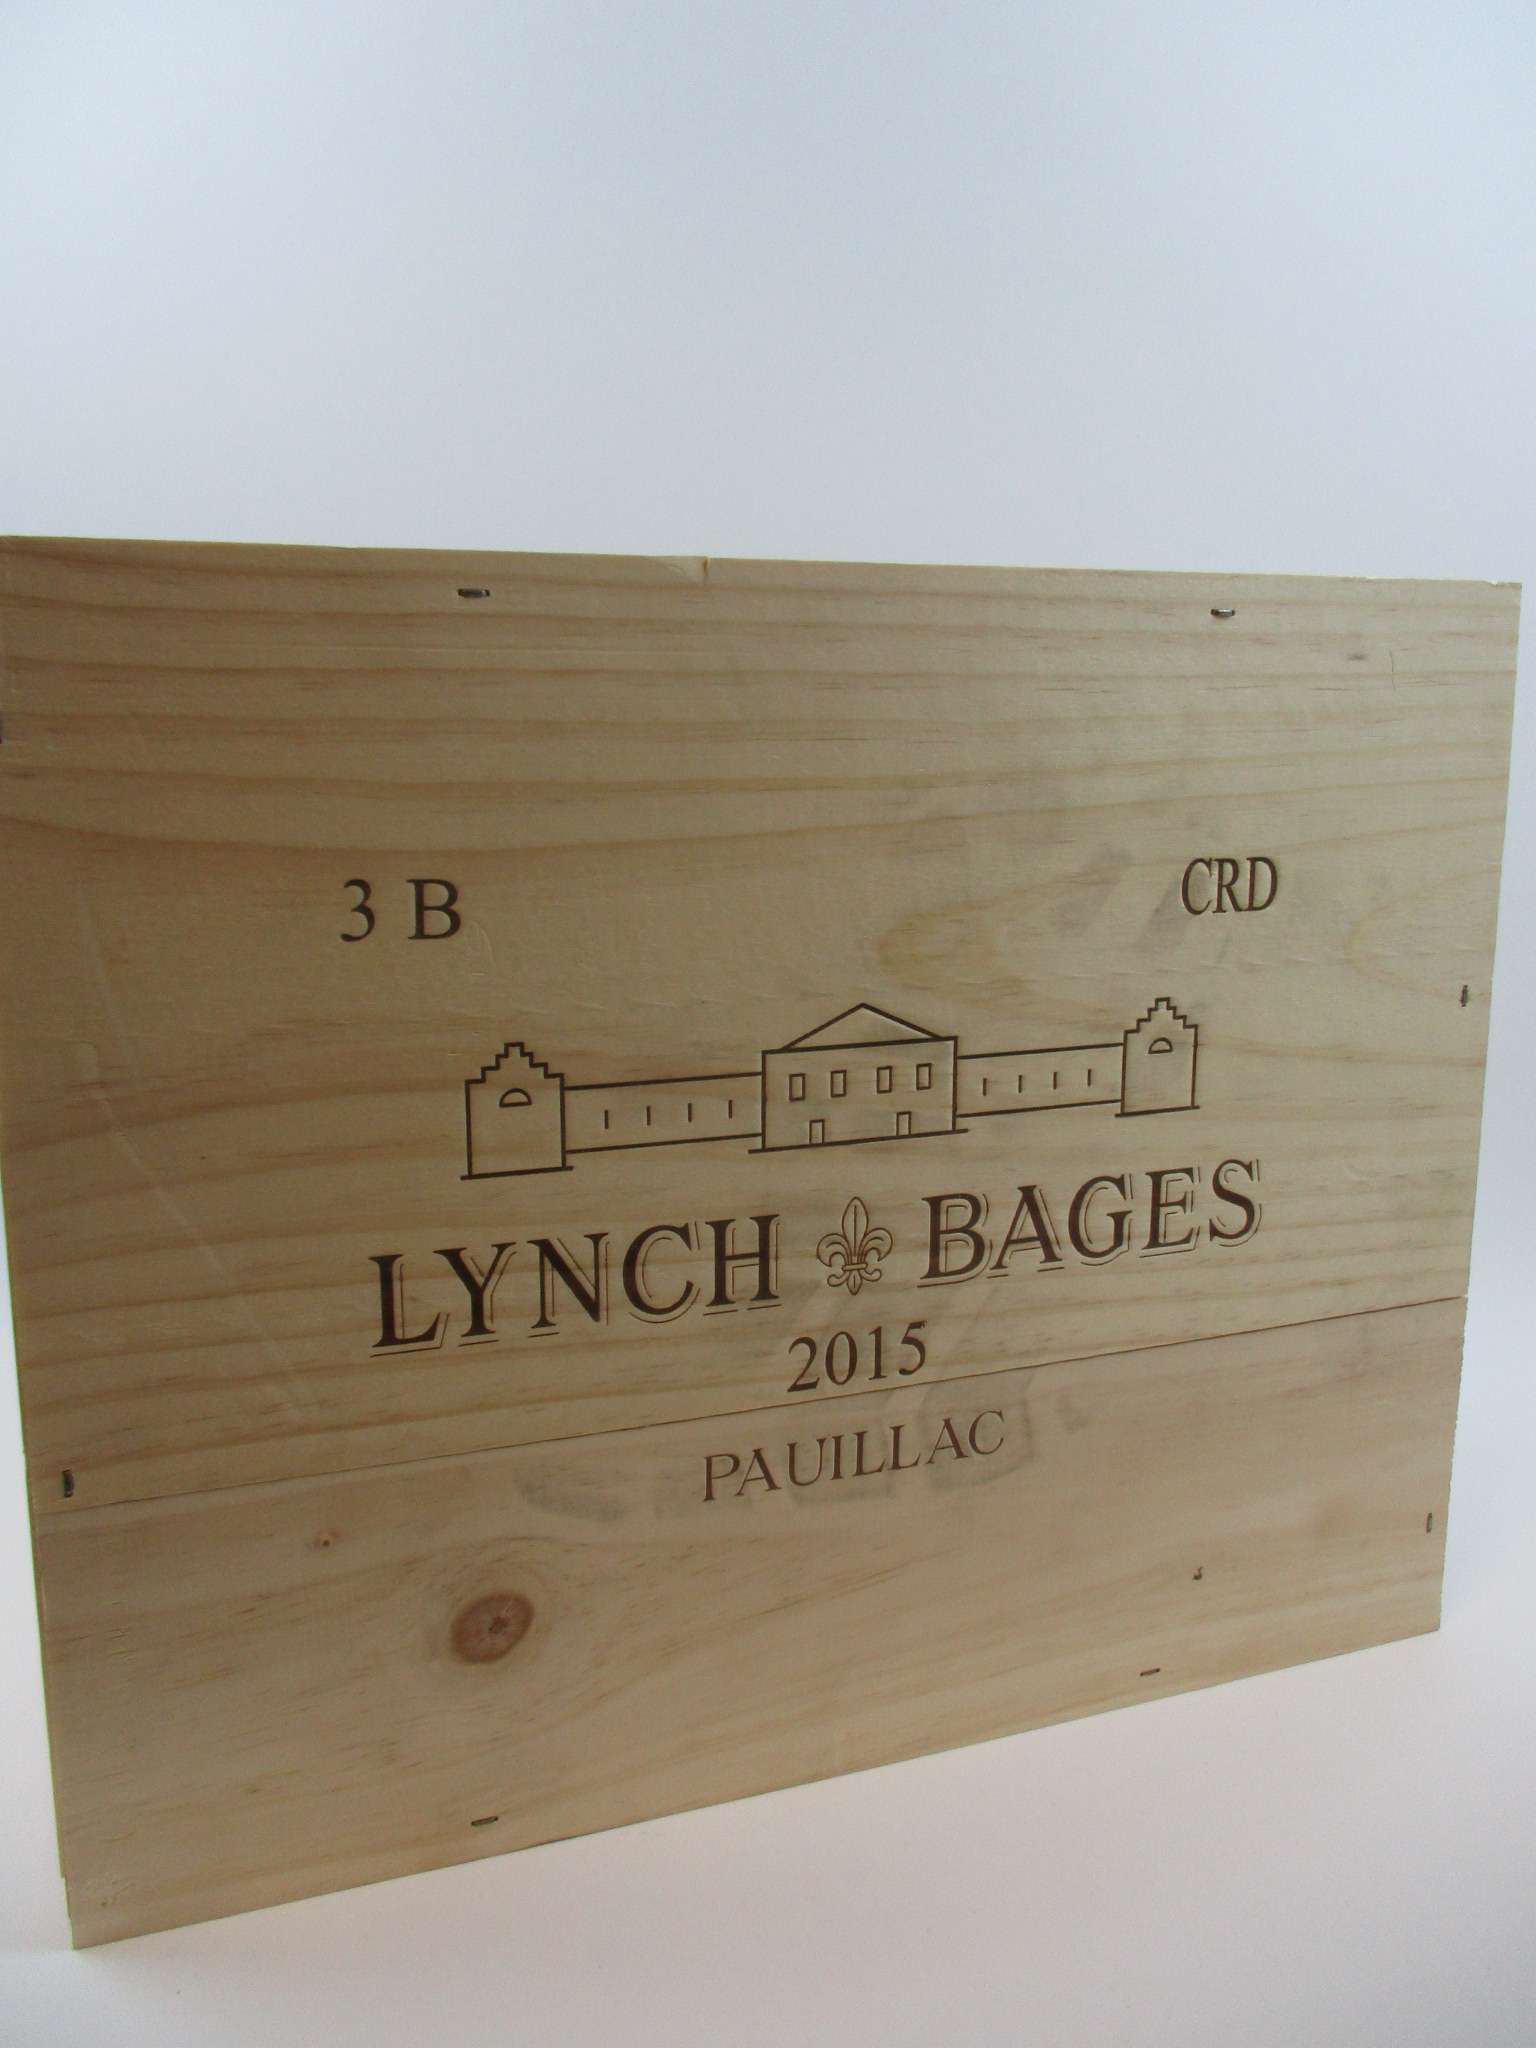 3 B CRD
LYNCH BAGES
2015
PAUILLAC